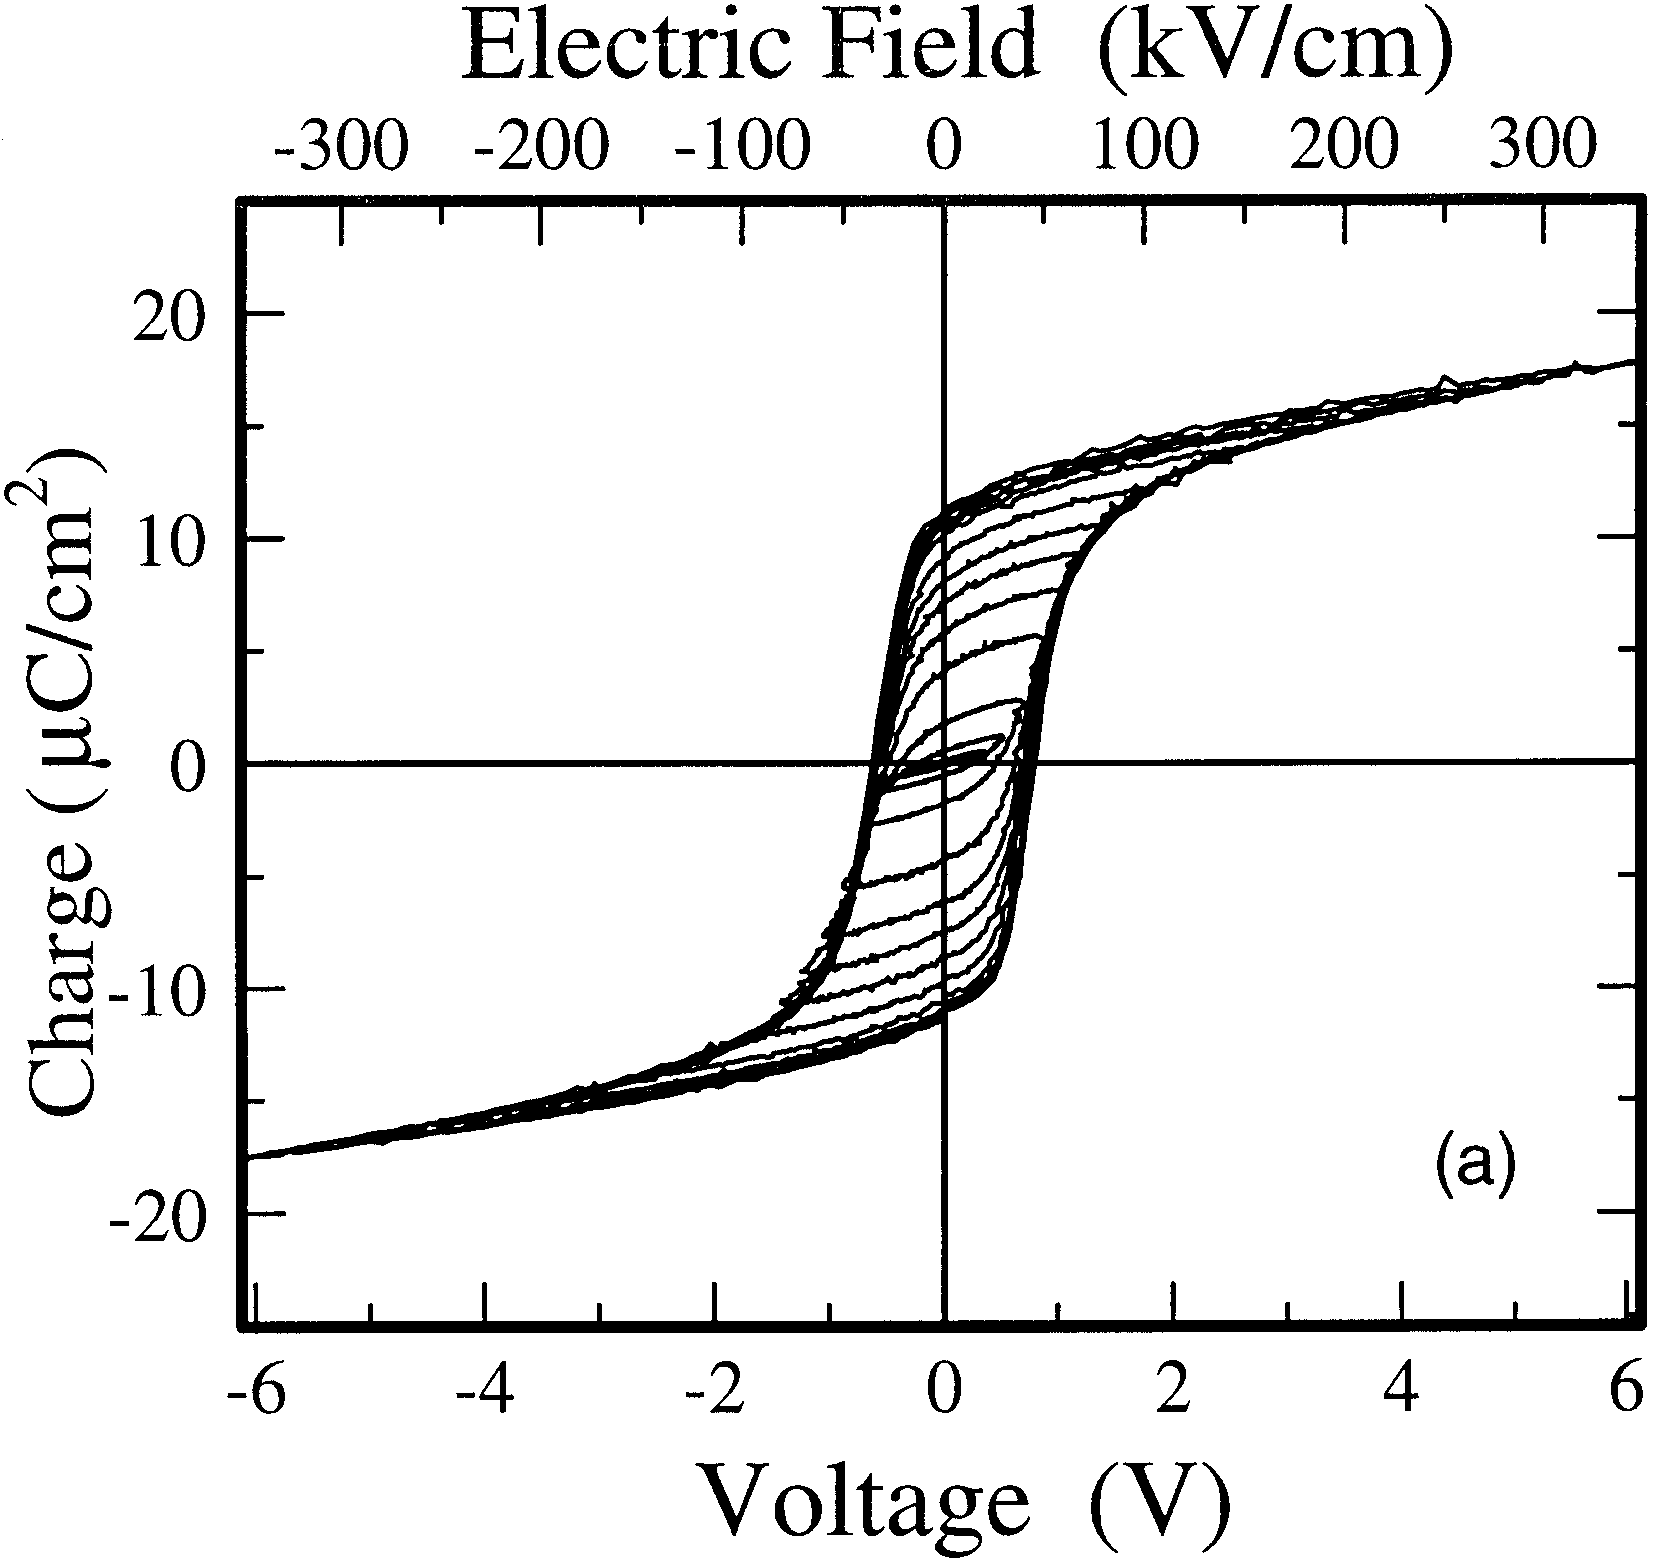 Electric Field (kV/cm)
-300 -200 -100 0 100 200 300
20
10
0
-10
-20
Charge (μC/cm²)
(a)
-6 -4 -2 0 2 4 6
Voltage (V)